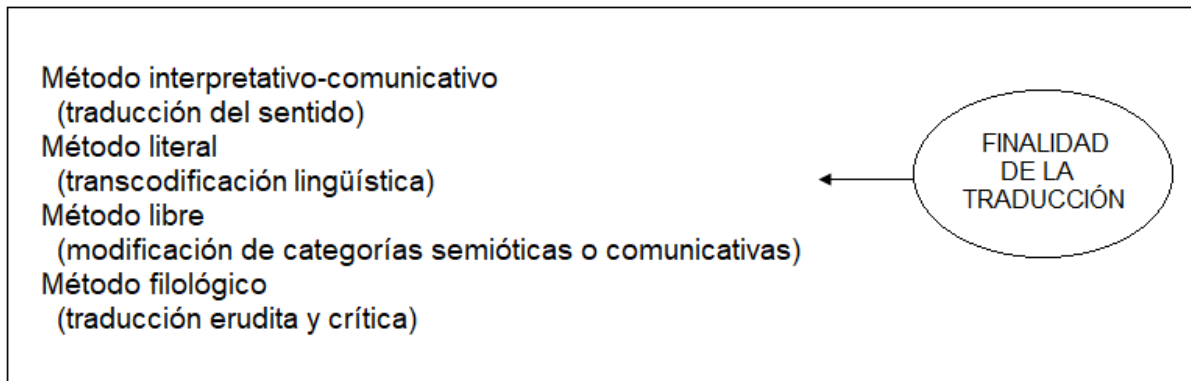 Método interpretativo-comunicativo
(traducción del sentido)
Método literal
(transcodificación lingüística)
Método libre
(modificación de categorías semióticas o comunicativas)
Método filológico
(traducción erudita y crítica)
FINALIDAD
DE LA
TRADUCCIÓN